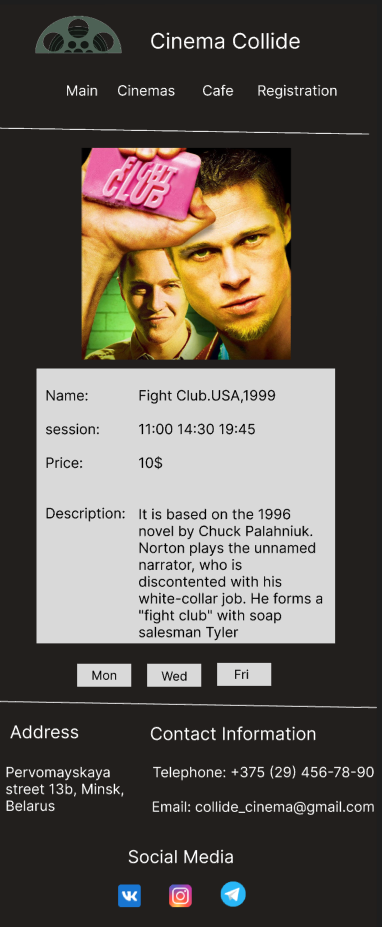 Cinema Collide
Main Cinemas Cafe Registration
FIGHT
CLUB
Name: Fight Club.USA,1999
session: 11:00 14:30 19:45
Price: 10$
Description: It is based on the 1996
novel by Chuck Palahniuk.
Norton plays the unnamed
narrator, who is
discontented with his
white-collar job. He forms a
"fight club" with soap
salesman Tyler
Mon Wed Fri
Address
Pervomayskaya
street 13b, Minsk,
Belarus
Contact Information
Telephone: +375 (29) 456-78-90
Email: collide_cinema@gmail.com
Social Media